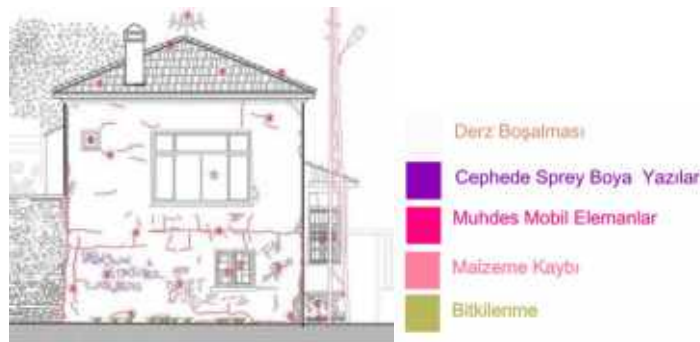 Derz Boşalması
Cephede Sprey Boya Yazılar
Muhdes Mobil Elemanlar
Malzeme Kaybı
Bitkilenme